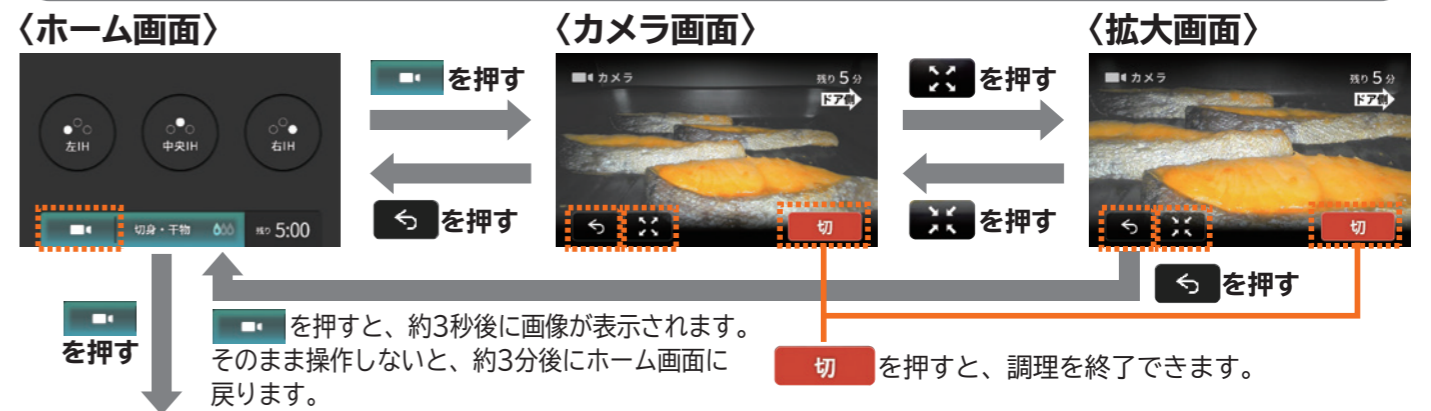 〈ホーム画面〉
〈カメラ画面〉
〈拡大画面〉
左IH
中央IH
右IH
切身・干物
残り 5:00
を押す
を押す
カメラ
残り 5 分
ドア側
切
を押す
を押す
カメラ
残り 5 分
ドア側
切
を押す
を押す
を押すと、約3秒後に画像が表示されます。
そのまま操作しないと、約3分後にホーム画面に
戻ります。
切 を押すと、調理を終了できます。